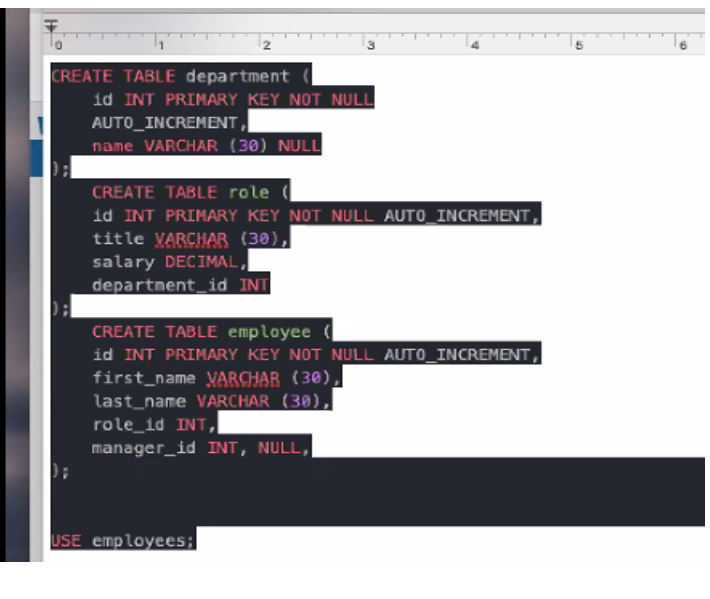 0 1 2 3 4 5 6
CREATE TABLE department (
id INT PRIMARY KEY NOT NULL
AUTO_INCREMENT,
name VARCHAR (30) NULL
);
CREATE TABLE role (
id INT PRIMARY KEY NOT NULL AUTO_INCREMENT,
title VARCHAR (30),
salary DECIMAL,
department_id INT
);
CREATE TABLE employee (
id INT PRIMARY KEY NOT NULL AUTO_INCREMENT,
first_name VARCHAR (30),
last_name VARCHAR (30),
role_id INT,
manager_id INT, NULL,
);
USE employees;